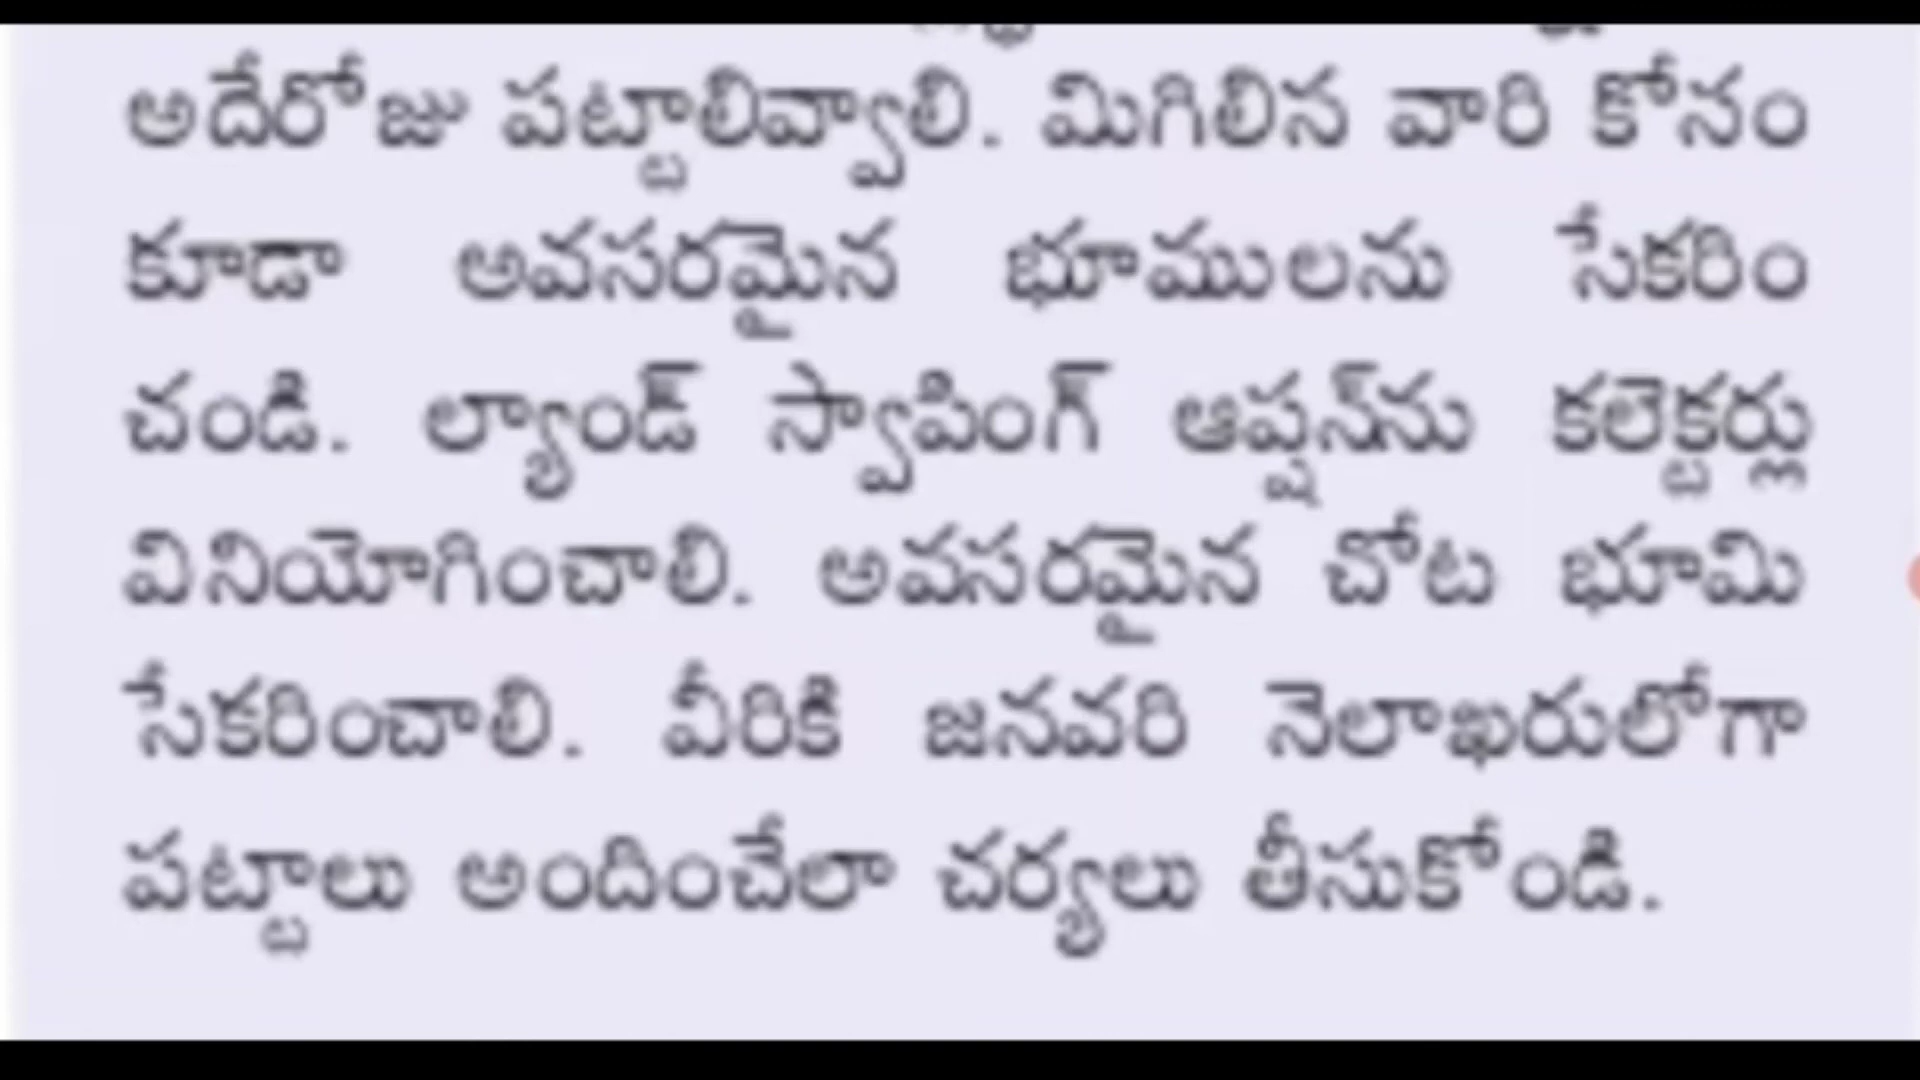 అదేరోజు పట్టాలివ్వాలి. మిగిలిన వారి కోసం
కూడా అవసరమైన భూములను సేకరిం
చండి. ల్యాండ్ స్వాపింగ్ ఆప్షన్‌ను కలెక్టర్లు
వినియోగించాలి. అవసరమైన చోట భూమి
సేకరించాలి. వీరికి జనవరి నెలాఖరులోగా
పట్టాలు అందించేలా చర్యలు తీసుకోండి.